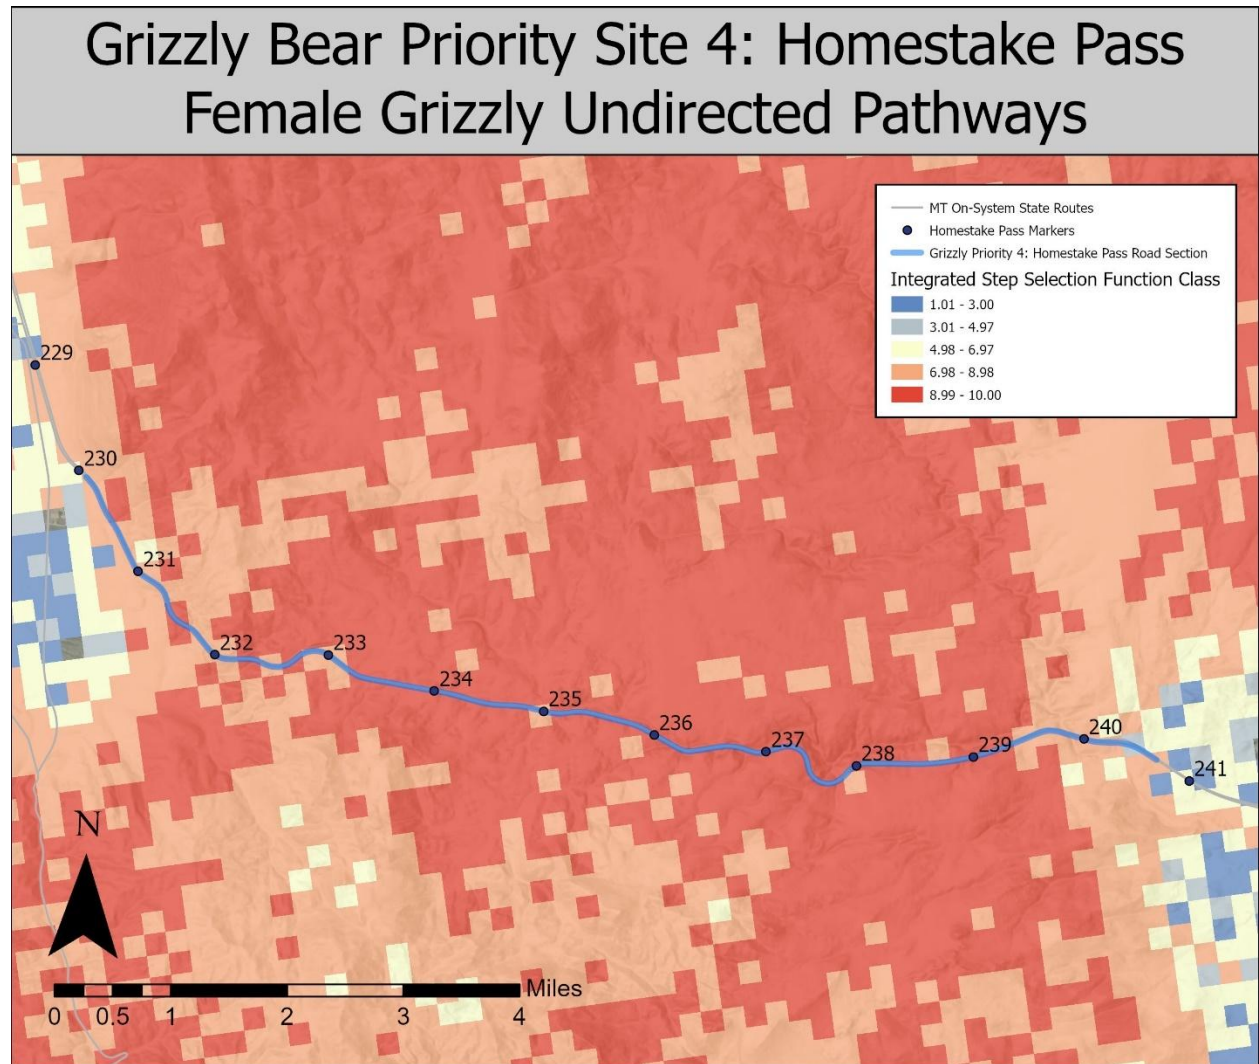 Grizzly Bear Priority Site 4: Homestake Pass
Female Grizzly Undirected Pathways
MT On-System State Routes
Homestake Pass Markers
Grizzly Priority 4: Homestake Pass Road Section
Integrated Step Selection Function Class
1.01 - 3.00
3.01 - 4.97
4.98 - 6.97
6.98 - 8.98
8.99 - 10.00
229
230
231
232
233
234
235
236
237
238
239
240
241
N
Miles
0 0.5 1 2 3 4